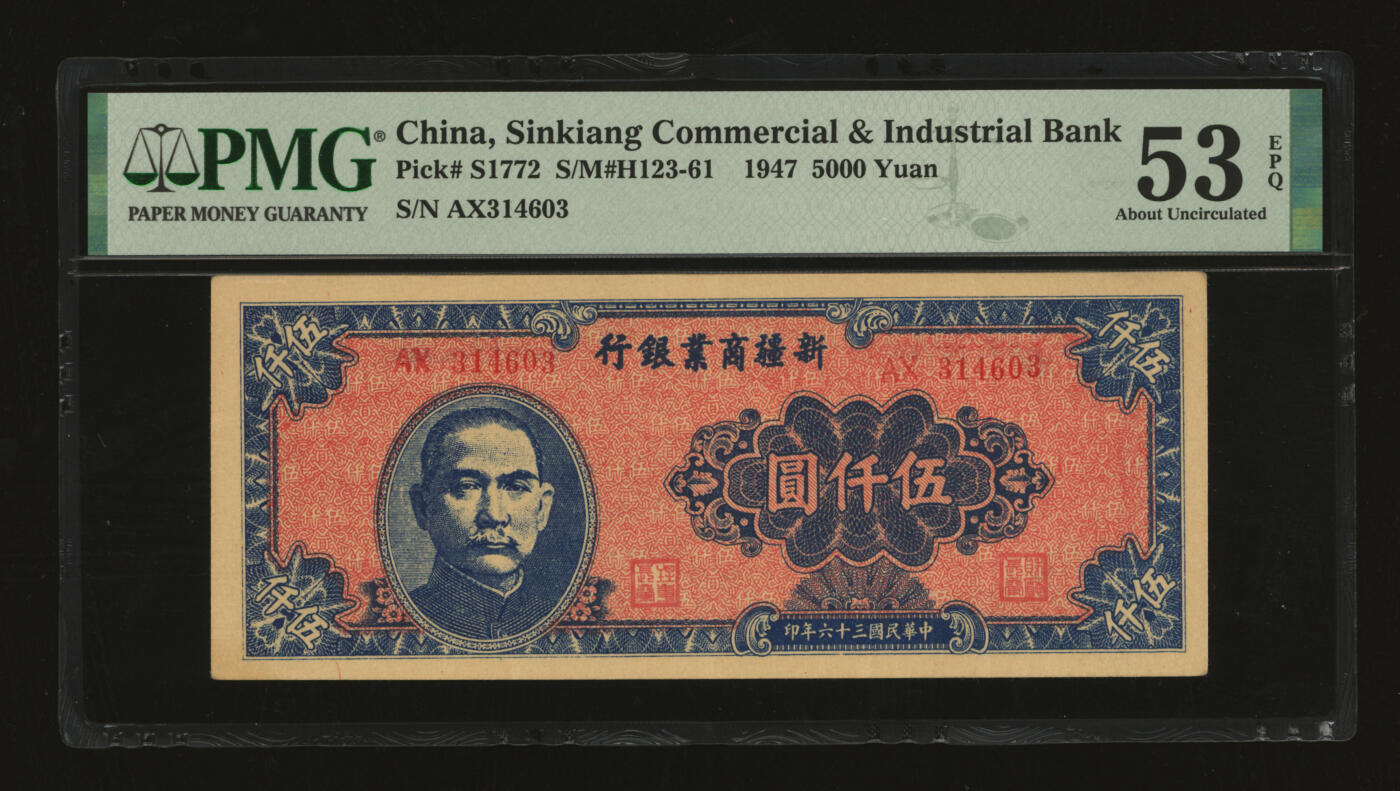 PMG®
PAPER MONEY GUARANTY
China, Sinkiang Commercial & Industrial Bank
Pick# S1772 S/M#H123-61 1947 5000 Yuan
S/N AX314603
53
EPQ
About Uncirculated
行銀業商疆新
AX 314603
AX 314603
仟伍
仟伍
圓仟伍
仟伍
仟伍
印年六十三國民華中